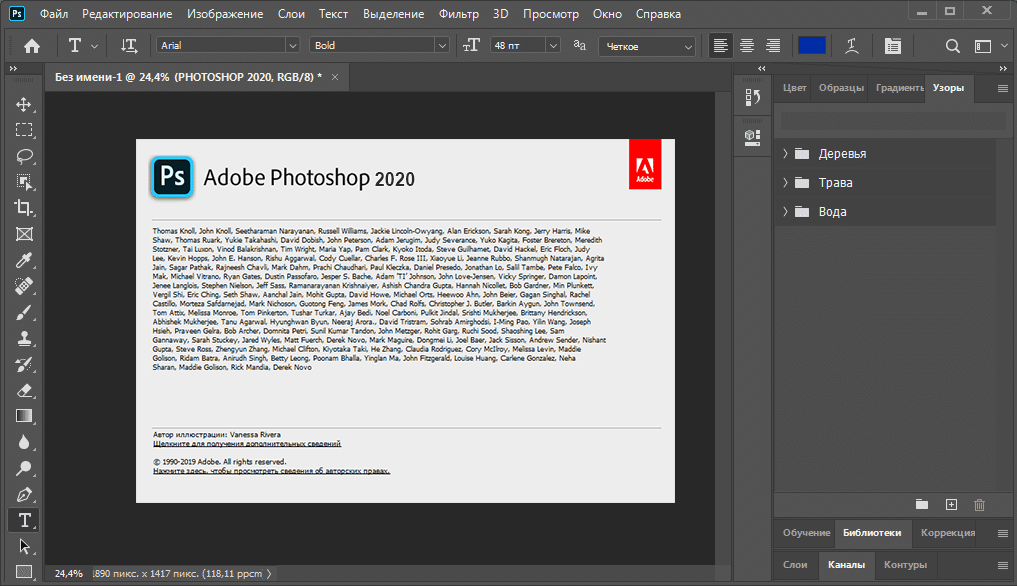 Ps Файл Редактирование Изображение Слои Текст Выделение Фильтр 3D Просмотр Окно Справка
T Arial Bold 48 пт Четкое
Без имени-1 @ 24,4% (PHOTOSHOP 2020, RGB/8) *
Цвет Образцы Градиенты Узоры
Деревья
Трава
Вода
Ps Adobe Photoshop 2020
Adobe
Thomas Knoll, John Knoll, Seetharaman Narayanan, Russell Williams, Jackie Lincoln-Owyang, Alan Erickson, Sarah Kong, Jerry Harris, Mike
Shaw, Thomas Ruark, Yukie Takahashi, David Dobish, John Peterson, Adam Jerugim, Judy Severance, Yuko Kagita, Foster Brereton, Meredith
Stotzner, Tai Luxon, Vinod Balakrishnan, Tim Wright, Maria Yap, Pam Clark, Kyoko Itoda, Steve Guilhamet, David Hackel, Eric Floch, Judy
Lee, Kevin Hopps, John E. Hanson, Rishu Aggarwal, Cody Cuellar, Charles F. Rose III, Xiaoyue Li, Jeanne Rubbo, Shanmugh Natarajan, Agrita
Jain, Sagar Pathak, Rajneesh Chavli, Mark Dahm, Prachi Chaudhari, Paul Kleczka, Daniel Presedo, Jonathan Lo, Salil Tambe, Pete Falco, Ivy
Mak, Michael Vitrano, Ryan Gates, Dustin Passofaro, Jesper S. Bache, Adam 'TI' Johnson, John Love-Jensen, Vicky Springer, Damon Lapoint,
Jenee Langlois, Stephen Nielson, Jeff Sass, Ramanarayanan Krishnaiyer, Ashish Chandra Gupta, Hannah Nicollet, Bob Gardner, Min Plunkett,
Vergil Shi, Eric Ching, Seth Shaw, Aanchal Jain, Mohit Gupta, David Howe, Michael Orts, Heewoo Ahn, John Beier, Gagan Singhal, Rachel
Castillo, Morteza Safdarnejad, Mark Nichoson, Guotong Feng, James Mork, Chad Rolfs, Christopher J. Butler, Barkin Aygun, John Townsend,
Tom Attix, Melissa Monroe, Tom Pinkerton, Tushar Turkar, Ajay Bedi, Noel Carboni, Pulkit Jindal, Srishti Mukherjee, Brittany Hendrickson,
Abhishek Mukherjee, Tanu Agarwal, Hyunghwan Byun, Neeraj Arora., David Tristram, Sohrab Amirghodsi, I-Ming Pao, Yilin Wang, Joseph
Hsieh, Praveen Gelra, Bob Archer, Domnita Petri, Sunil Kumar Tandon, John Metzger, Rohit Garg, Ruchi Sood, Shaoshing Lee, Sam
Gannaway, Sarah Stuckey, Jared Wyles, Matt Fuerch, Derek Novo, Mark Maguire, Dongmei Li, Joel Baer, Jack Sisson, Andrew Sender, Nishant
Gupta, Steve Ross, Zhengyun Zhang, Michael Clifton, Kiyotaka Taki, He Zhang, Claudia Rodriguez, Cory McIlroy, Melissa Levin, Maddie
Golison, Ridam Batra, Anirudh Singh, Betty Leong, Poonam Bhalla, Yinglan Ma, John Fitzgerald, Louise Huang, Carlene Gonzalez, Neha
Sharan, Maddie Golison, Rick Mandia, Derek Novo
Автор иллюстрации: Vanessa Rivera
Щелкните для получения дополнительных сведений
© 1990-2019 Adobe. All rights reserved.
Нажмите здесь, чтобы просмотреть сведения об авторских правах.
Обучение Библиотеки Коррекция
Слои Каналы Контуры
24,4% 1890 пикс. x 1417 пикс. (118,11 ppcm